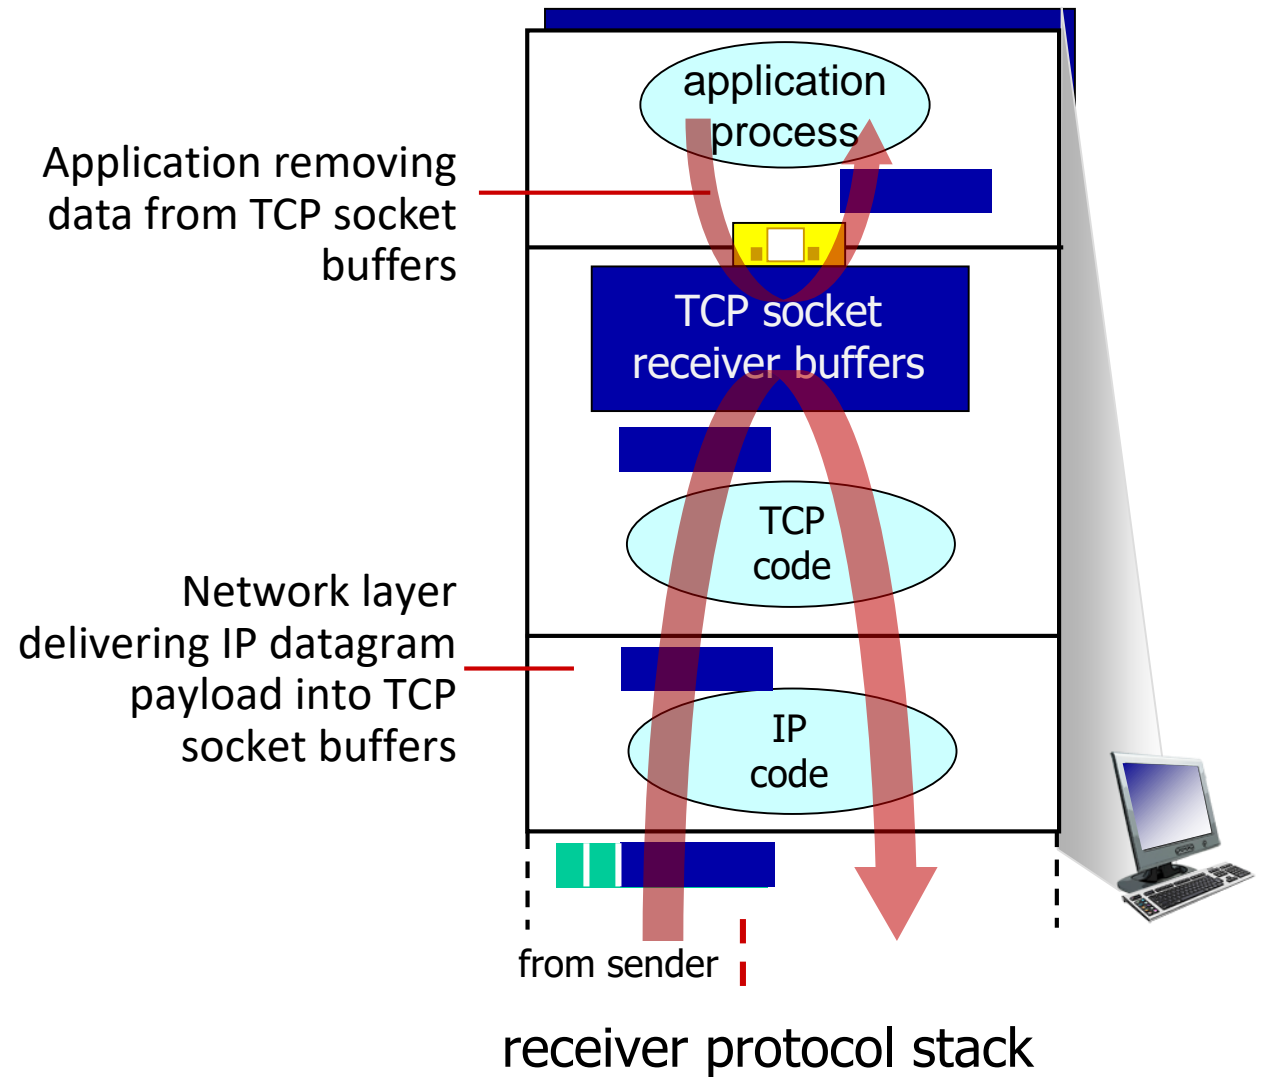 application
process
Application removing
data from TCP socket
buffers
TCP socket
receiver buffers
TCP
code
Network layer
delivering IP datagram
payload into TCP
socket buffers
IP
code
from sender
receiver protocol stack